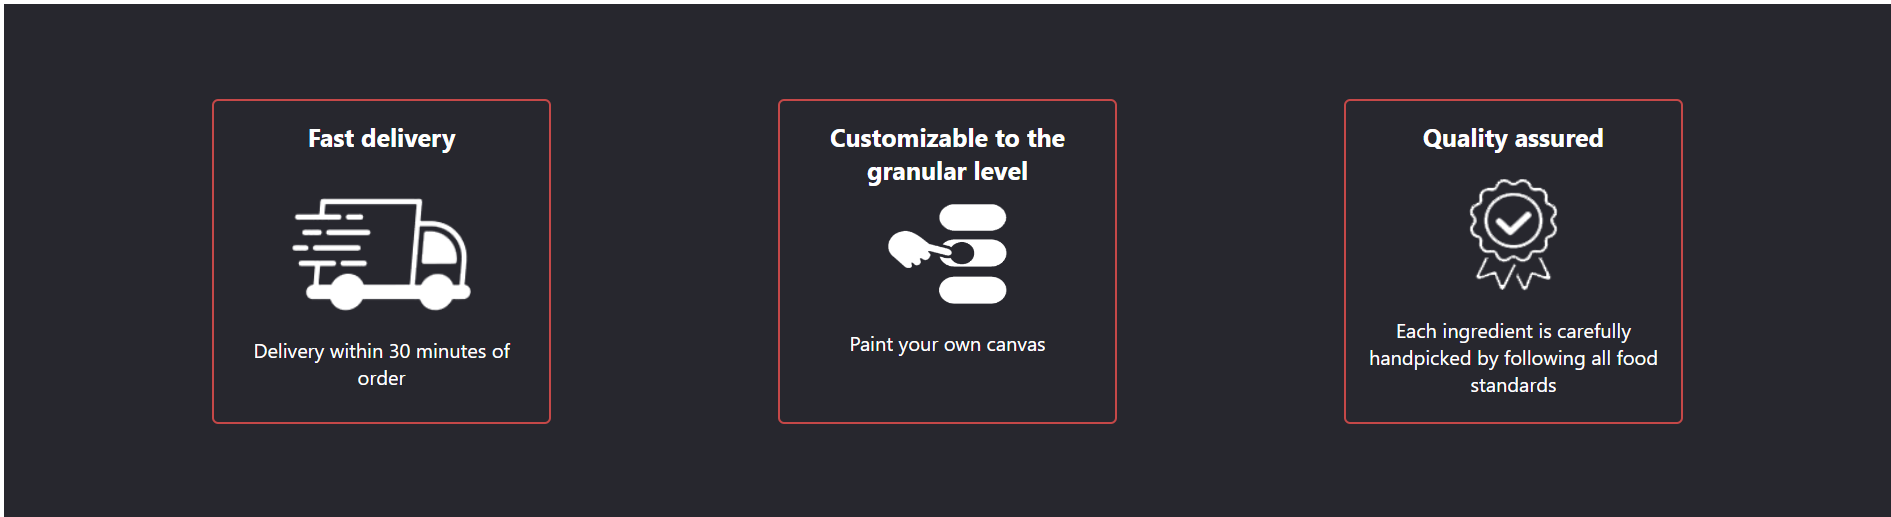 Fast delivery
Delivery within 30 minutes of
order
Customizable to the
granular level
Paint your own canvas
Quality assured
Each ingredient is carefully
handpicked by following all food
standards